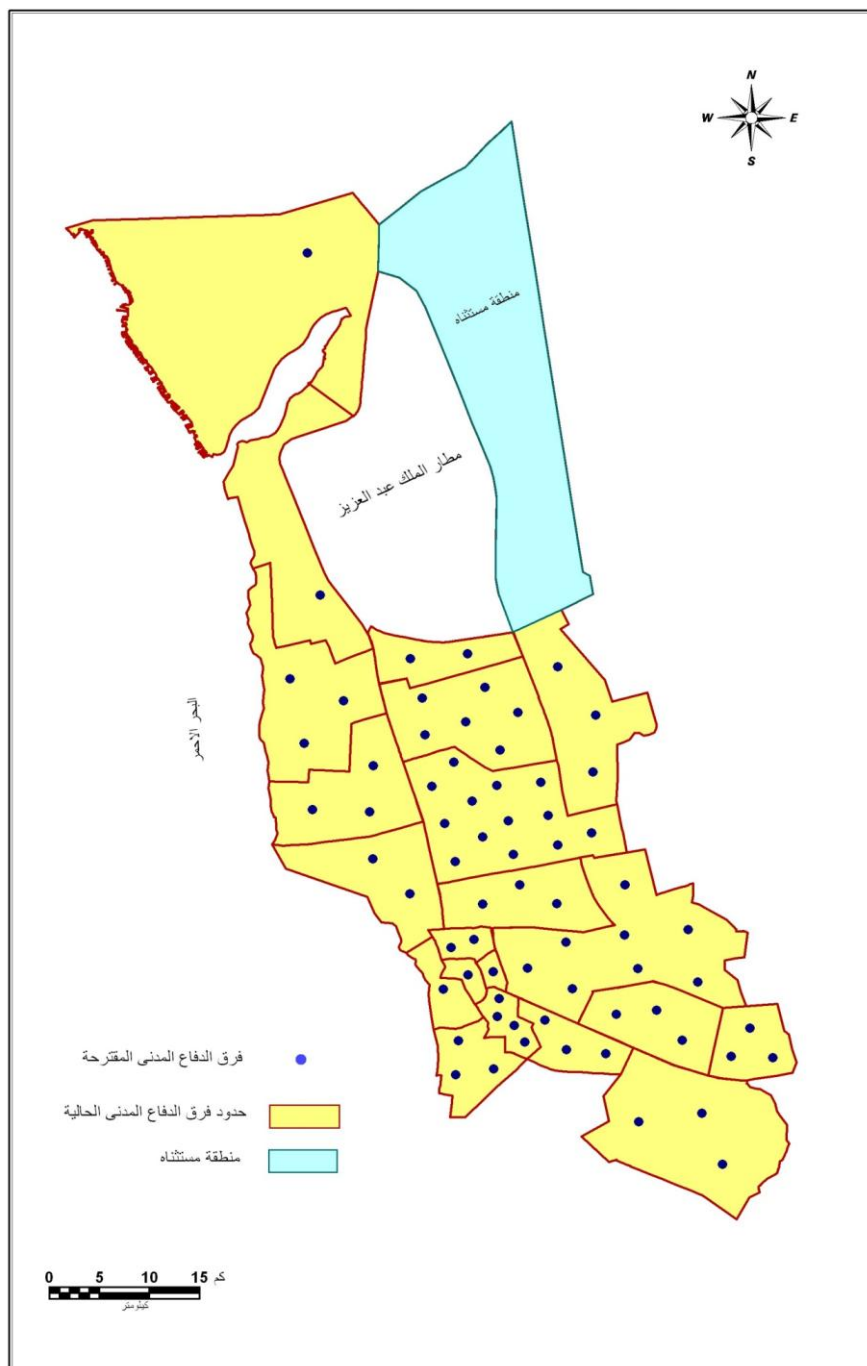 N
W E
S
منطقة مستثناه
مطار الملك عبد العزيز
البحر الاحمر
فرق الدفاع المدنى المقترحة
حدود فرق الدفاع المدنى الحالية
منطقة مستثناه
0 5 10 15 كم
كيلومتر